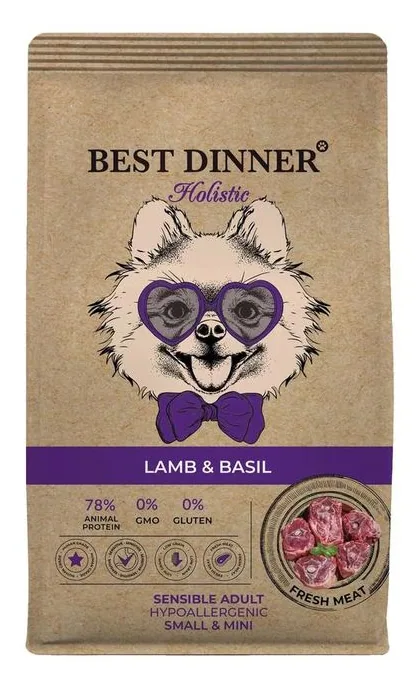 BEST DINNER
Holistic
LAMB & BASIL
78%
ANIMAL
PROTEIN
0%
GMO
0%
GLUTEN
FRESH MEAT
SENSIBLE ADULT
HYPOALLERGENIC
SMALL & MINI